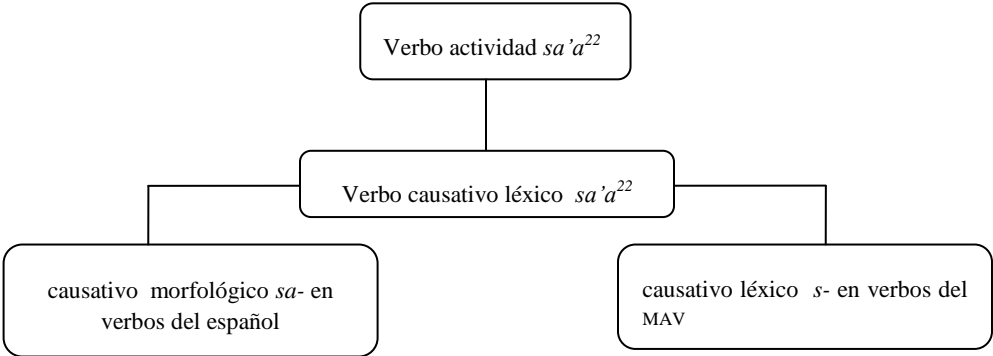 Verbo actividad sa’a²²
Verbo causativo léxico sa’a²²
causativo morfológico sa- en
verbos del español
causativo léxico s- en verbos del
MAV